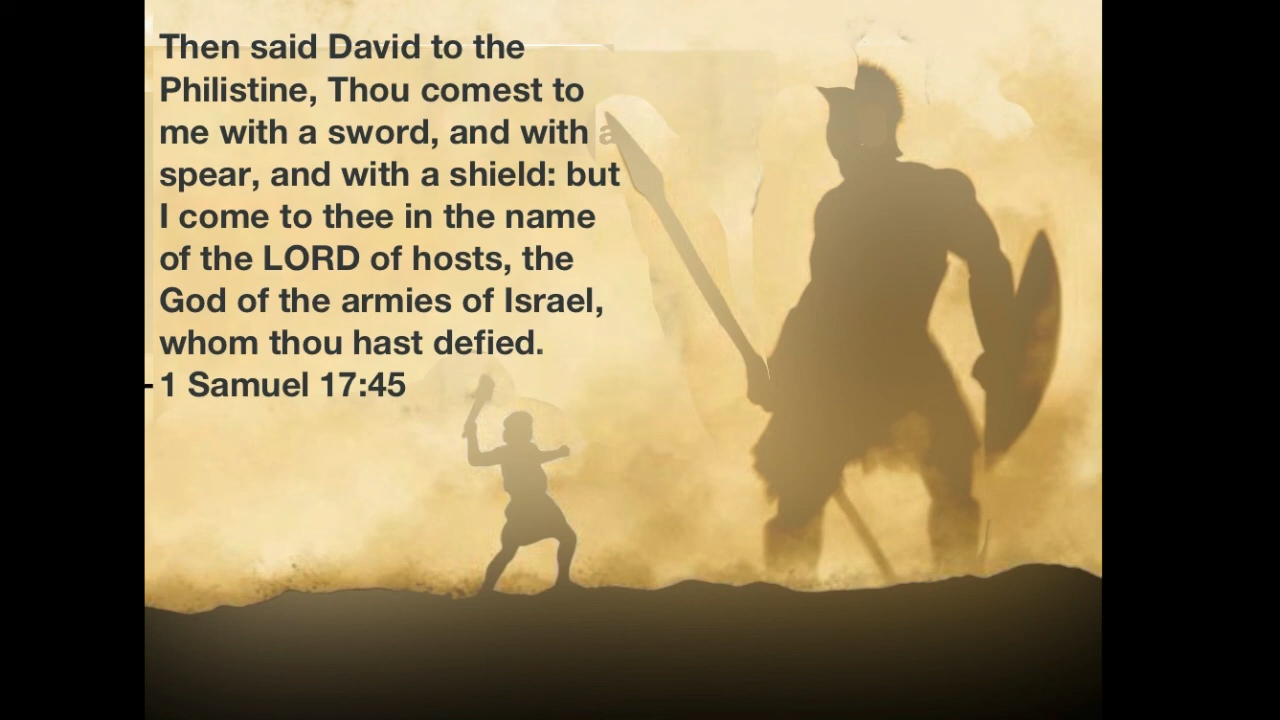 Then said David to the
Philistine, Thou comest to
me with a sword, and with a
spear, and with a shield: but
I come to thee in the name
of the LORD of hosts, the
God of the armies of Israel,
whom thou hast defied.
-1 Samuel 17:45